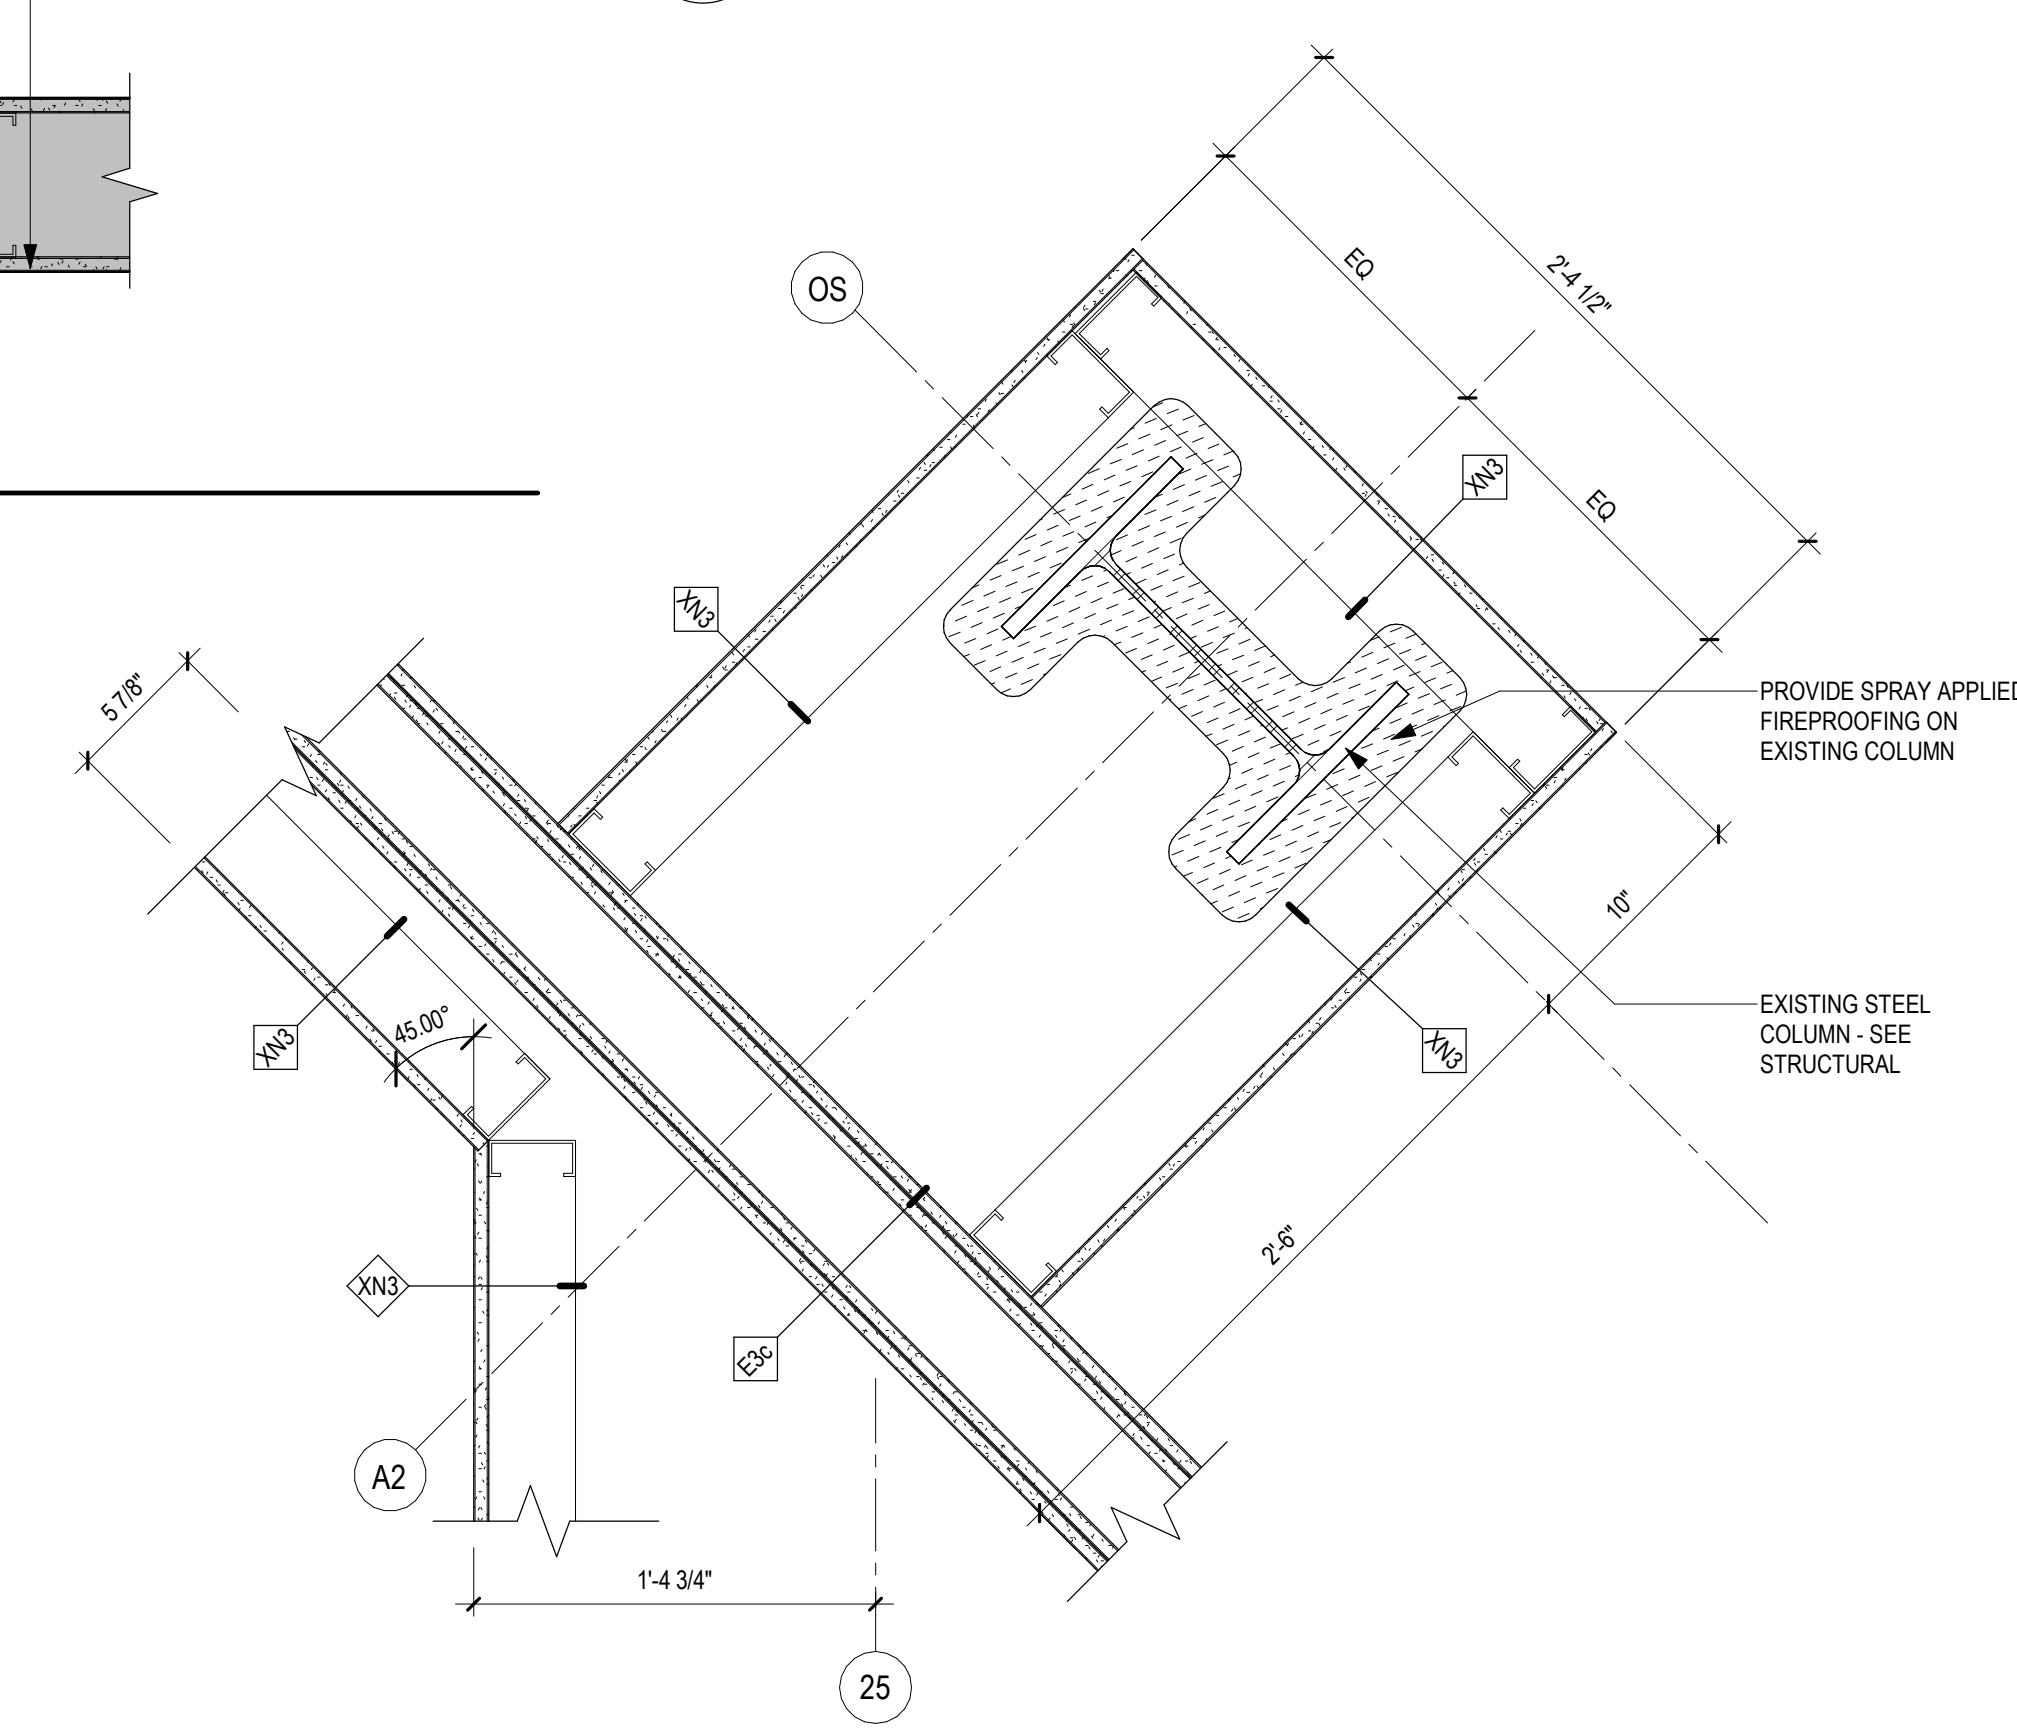 2'-4 1/2"
EQ
OS
XN3
EQ
XN3
5 7/8"
PROVIDE SPRAY APPLIED
FIREPROOFING ON
EXISTING COLUMN
10"
45.00°
XN3
XN3
EXISTING STEEL
COLUMN - SEE
STRUCTURAL
2'-6"
XN3
E3c
A2
1'-4 3/4"
25